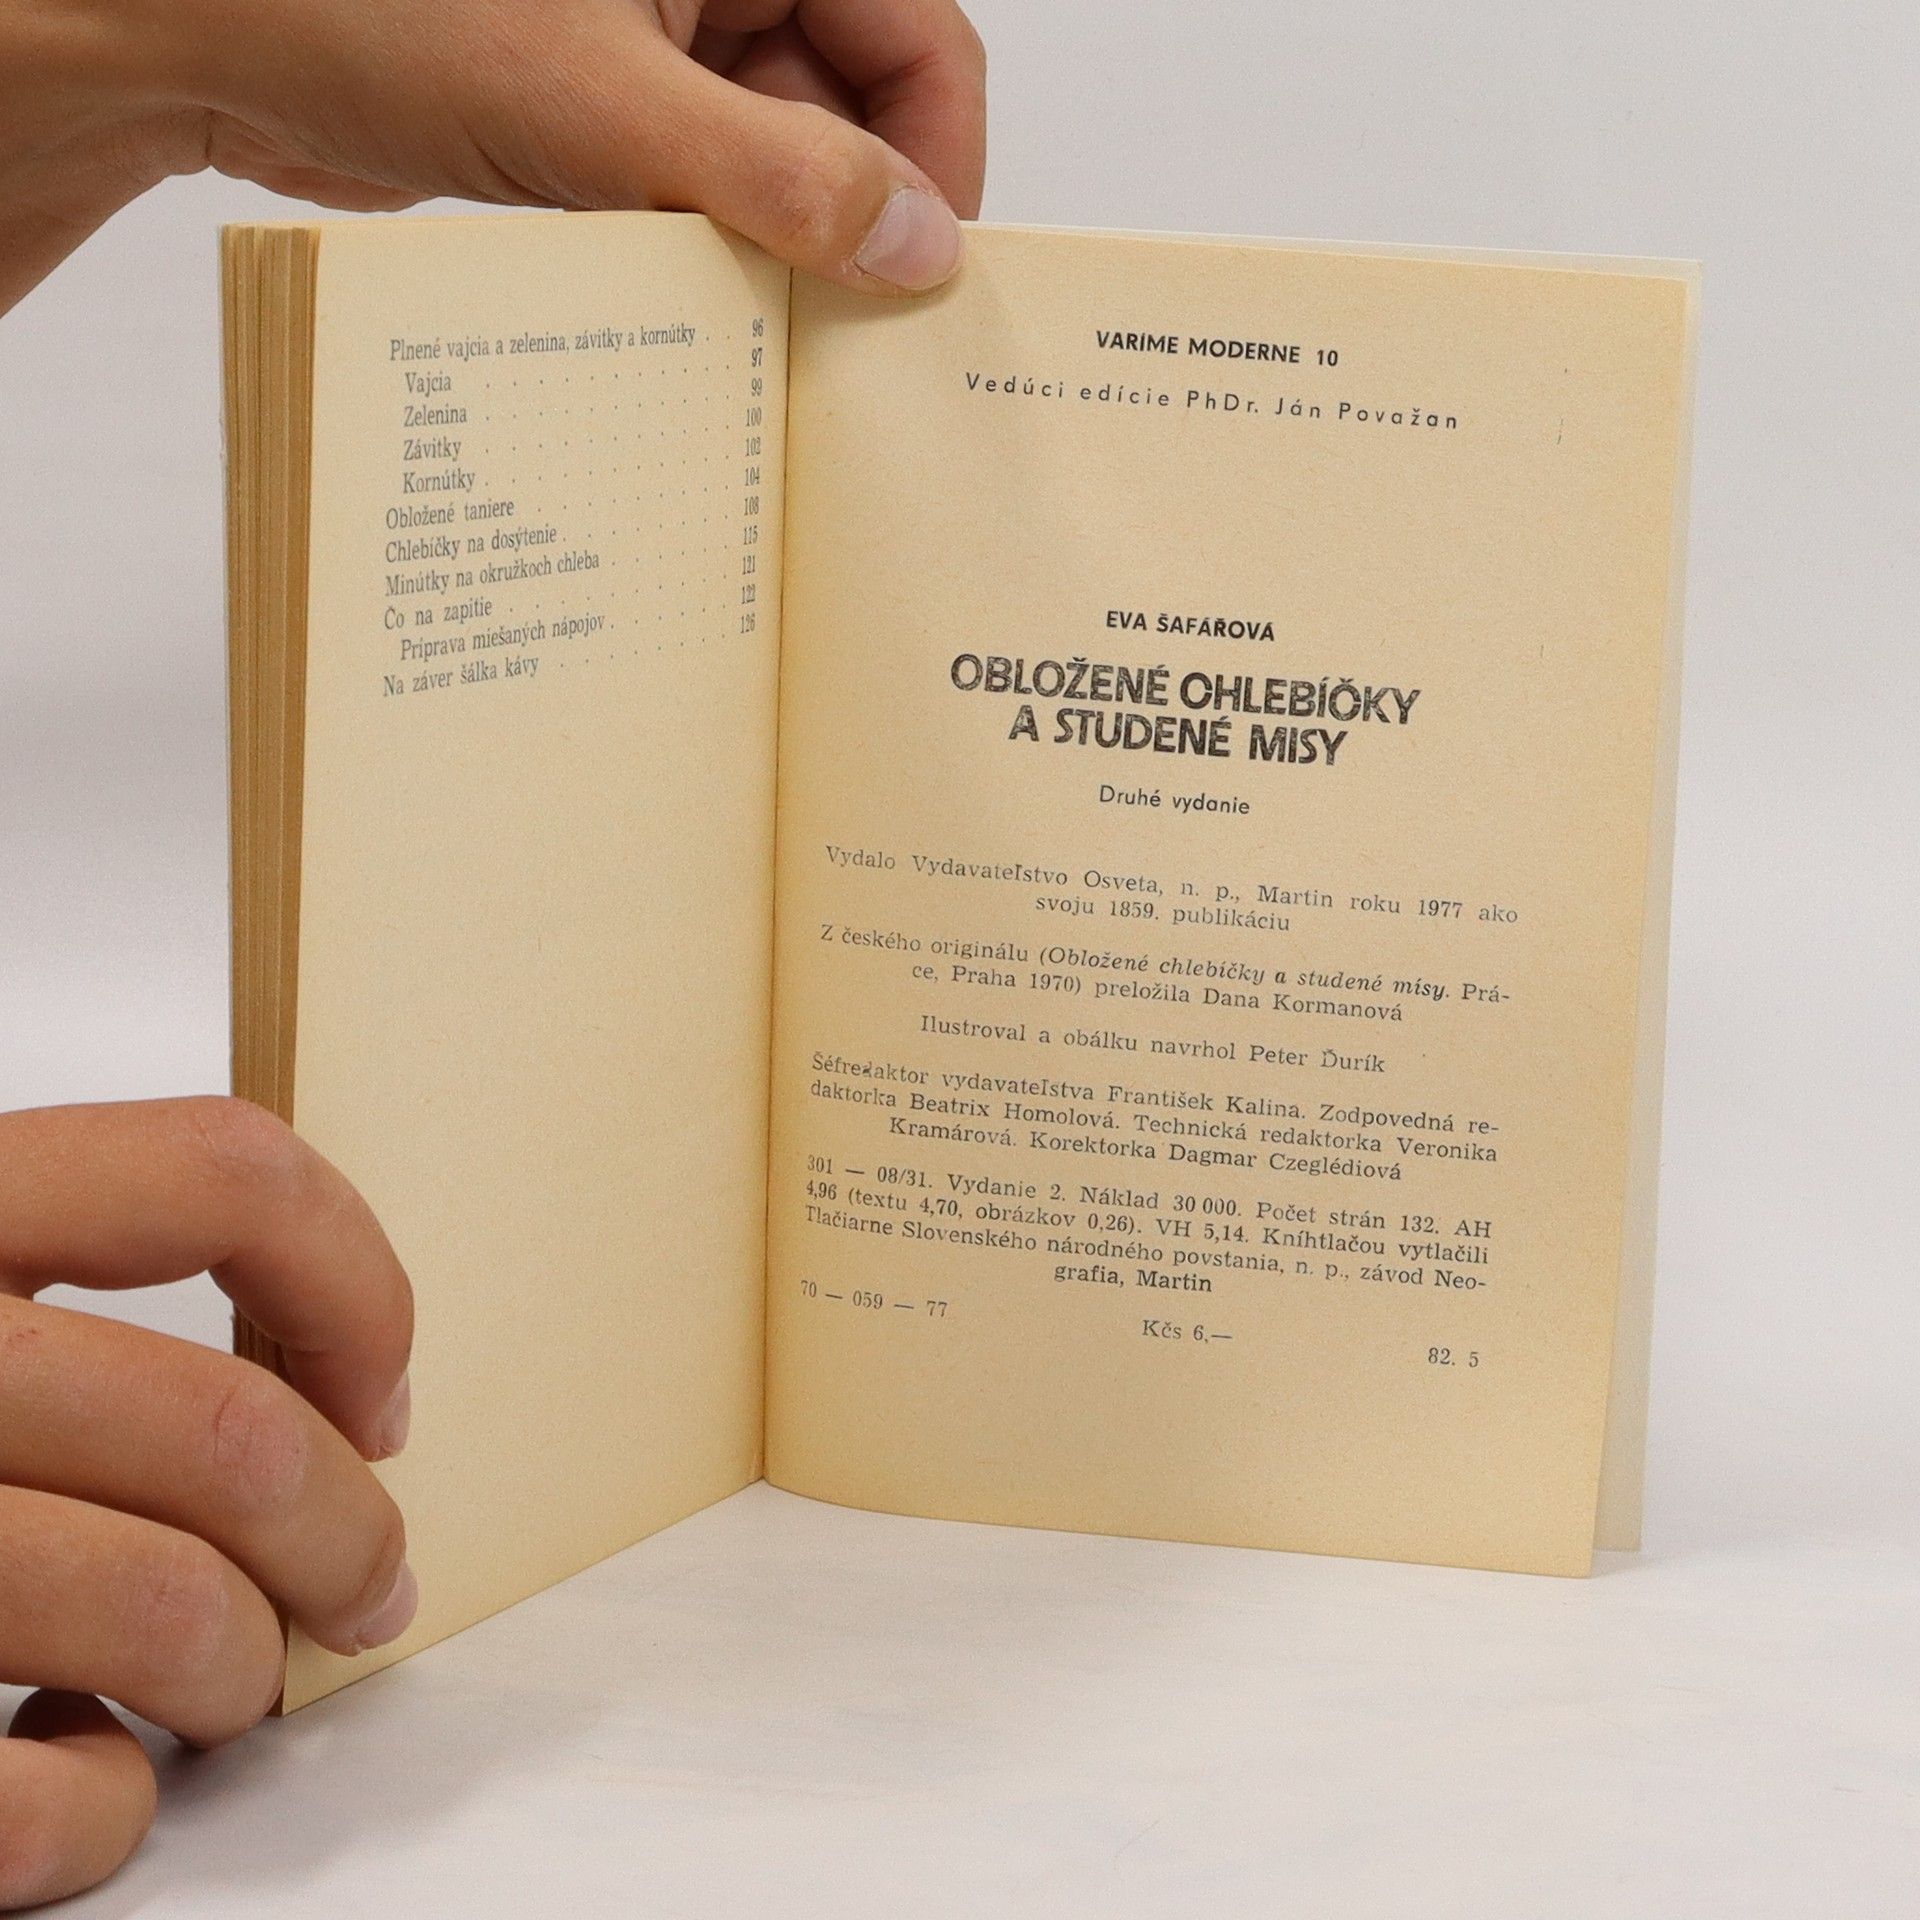 Plnené vajcia a zelenina, závitky a kornútky . . 96
Vajcia . . . . . . . . . 97
Zelenina . . . . . . . . . 99
Závitky . . . . . . . . . 100
Kornútky . . . . . . . . . 102
Obložené taniere . . . . . . . 104
Chlebíčky na dosýtenie . . . . . . 108
Minútky na okružkoch chleba . . . . . 115
Čo na zapitie . . . . . . . . 121
Príprava miešaných nápojov . . . . . 122
Na záver šálka kávy . . . . . . 126
VARÍME MODERNE 10
Vedúci edície PhDr. Ján Považan
EVA ŠAFÁŘOVÁ
OBLOŽENÉ CHLEBÍČKY
A STUDENÉ MISY
Druhé vydanie
Vydalo Vydavateľstvo Osveta, n. p., Martin roku 1977 ako
svoju 1859. publikáciu
Z českého originálu (Obložené chlebíčky a studené mísy. Prá-
ce, Praha 1970) preložila Dana Kormanová
Ilustroval a obálku navrhol Peter Ďurík
Šéfredaktor vydavateľstva František Kalina. Zodpovedná re-
daktorka Beatrix Homolová. Technická redaktorka Veronika
Kramárová. Korektorka Dagmar Czeglédiová
301 — 08/31. Vydanie 2. Náklad 30 000. Počet strán 132. AH
4,96 (textu 4,70, obrázkov 0,26). VH 5,14. Kníhtlačou vytlačili
Tlačiarne Slovenského národného povstania, n. p., závod Neo-
grafia, Martin
70 — 059 — 77
Kčs 6,—
82. 5